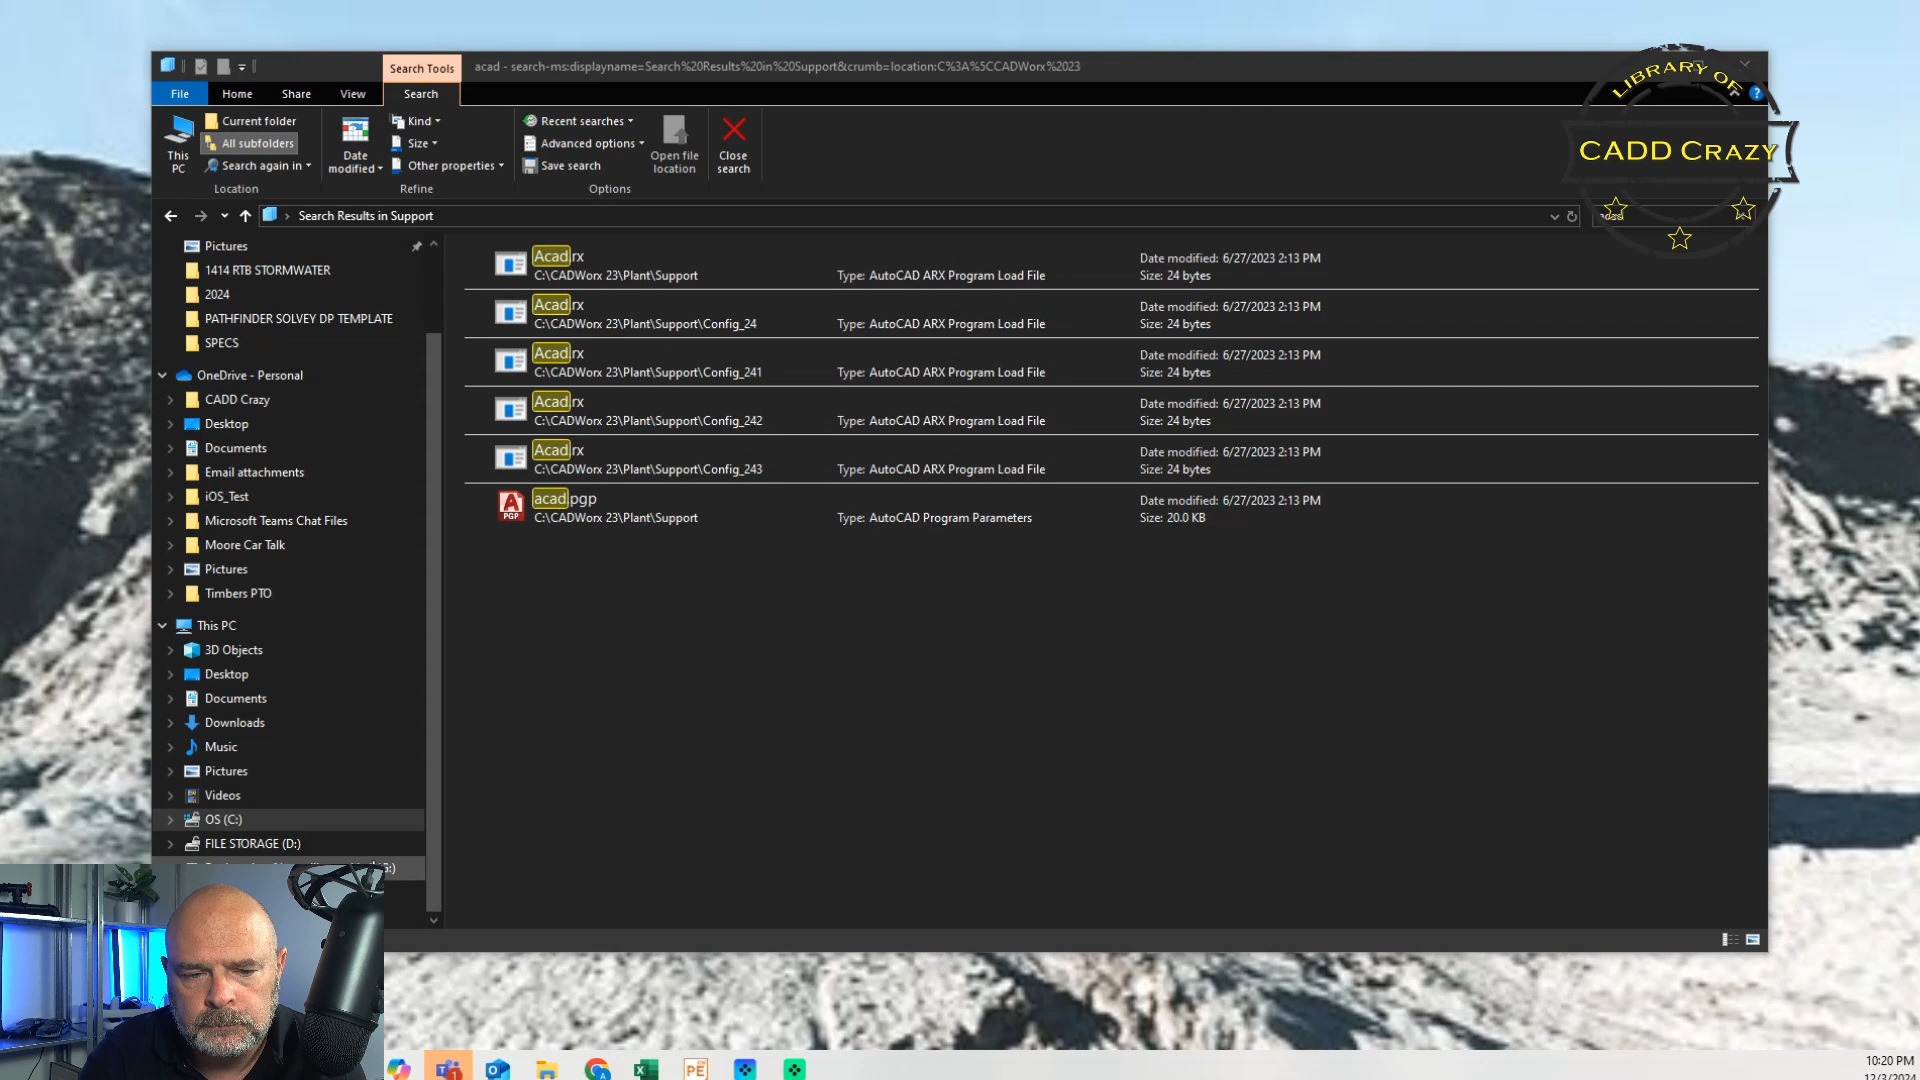 Search Tools
acad - search-ms:displayname=Search%20Results%20in%20Support&crumb=location:C%3A%5CCADWorx%2023
File Home Share View Search
This PC
Current folder
All subfolders
Search again in
Location
Date modified
Kind
Size
Other properties
Refine
Recent searches
Advanced options
Save search
Options
Open file location
Close search
LIBRARY OF
CADD CRAZY
Search Results in Support
Pictures
1414 RTB STORMWATER
2024
PATHFINDER SOLVEY DP TEMPLATE
SPECS
OneDrive - Personal
CADD Crazy
Desktop
Documents
Email attachments
iOS_Test
Microsoft Teams Chat Files
Moore Car Talk
Pictures
Timbers PTO
This PC
3D Objects
Desktop
Documents
Downloads
Music
Pictures
Videos
OS (C:)
FILE STORAGE (D:)
Acad.rx Date modified: 6/27/2023 2:13 PM
C:\CADWorx 23\Plant\Support Type: AutoCAD ARX Program Load File Size: 24 bytes
Acad.rx Date modified: 6/27/2023 2:13 PM
C:\CADWorx 23\Plant\Support\Config_24 Type: AutoCAD ARX Program Load File Size: 24 bytes
Acad.rx Date modified: 6/27/2023 2:13 PM
C:\CADWorx 23\Plant\Support\Config_241 Type: AutoCAD ARX Program Load File Size: 24 bytes
Acad.rx Date modified: 6/27/2023 2:13 PM
C:\CADWorx 23\Plant\Support\Config_242 Type: AutoCAD ARX Program Load File Size: 24 bytes
Acad.rx Date modified: 6/27/2023 2:13 PM
C:\CADWorx 23\Plant\Support\Config_243 Type: AutoCAD ARX Program Load File Size: 24 bytes
acad.pgp Date modified: 6/27/2023 2:13 PM
C:\CADWorx 23\Plant\Support Type: AutoCAD Program Parameters Size: 20.0 KB
PGP
PE
10:20 PM
12/3/2024